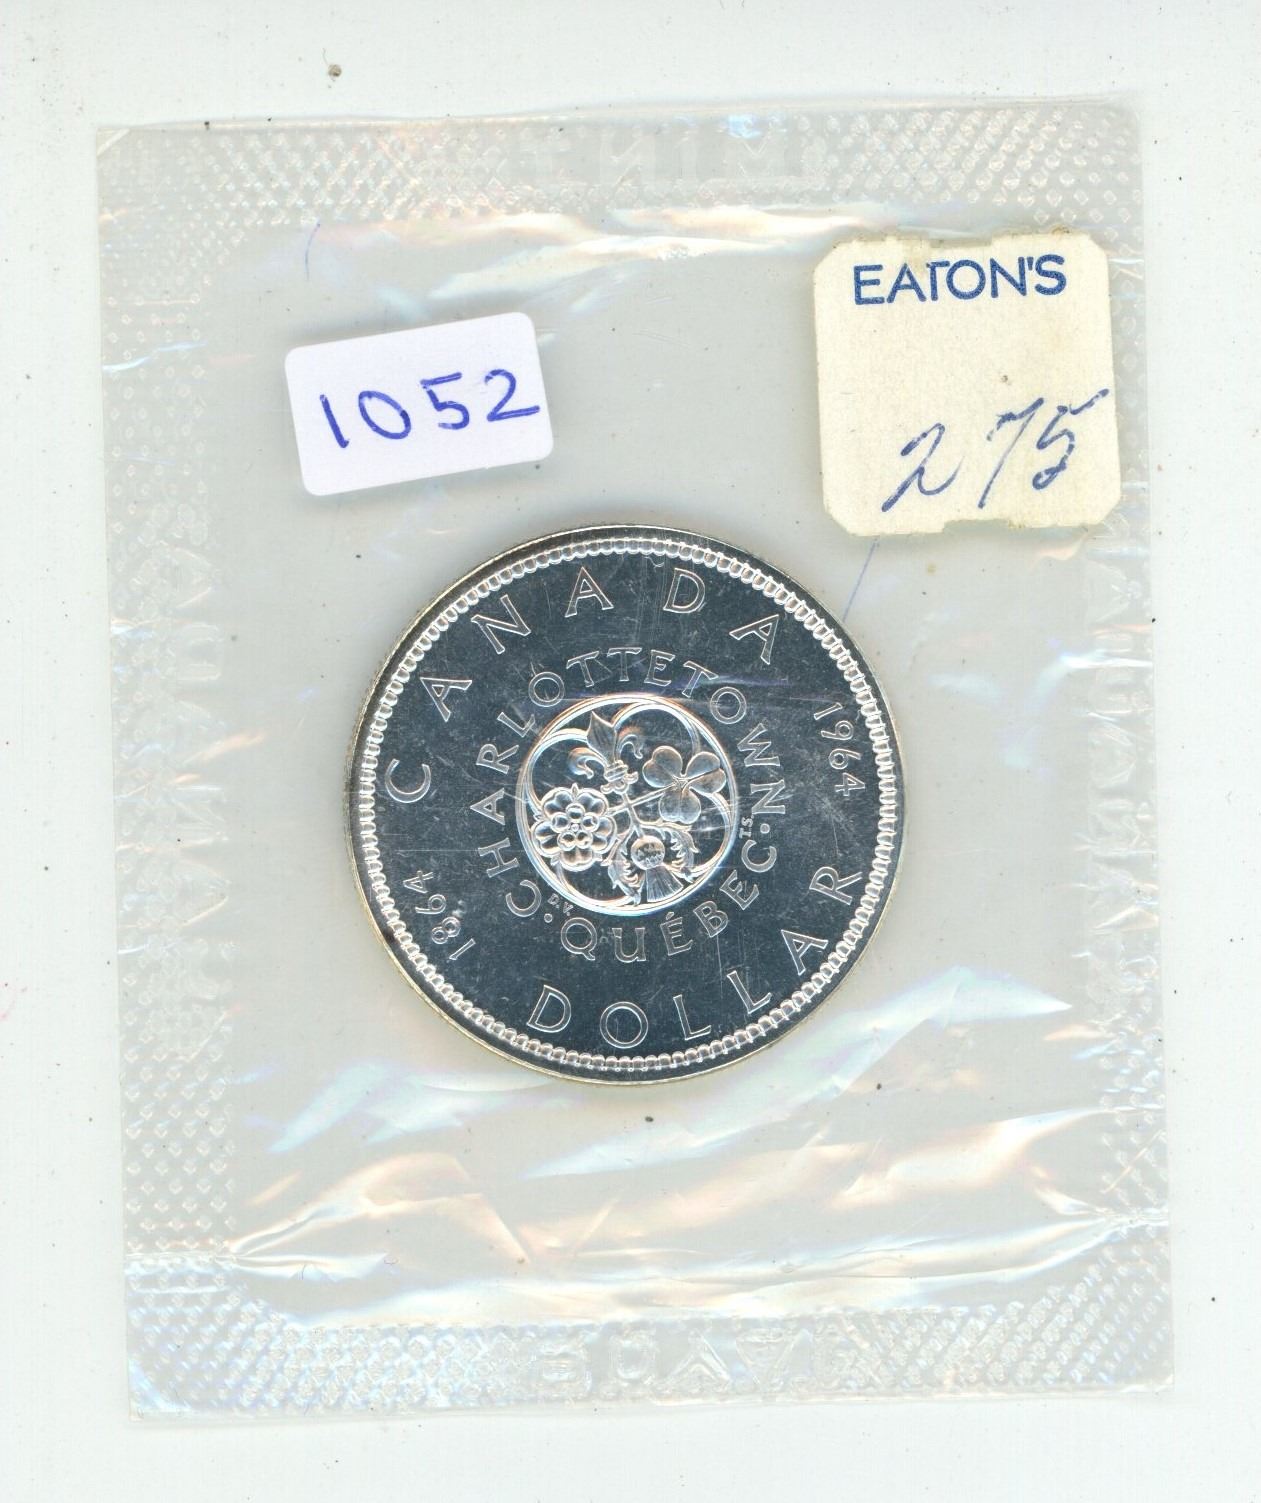 EATON'S
275
1052
CANADA
1964
CHARLOTTETOWN
T.S.
QUÉBEC
D.V.
1864
DOLLAR